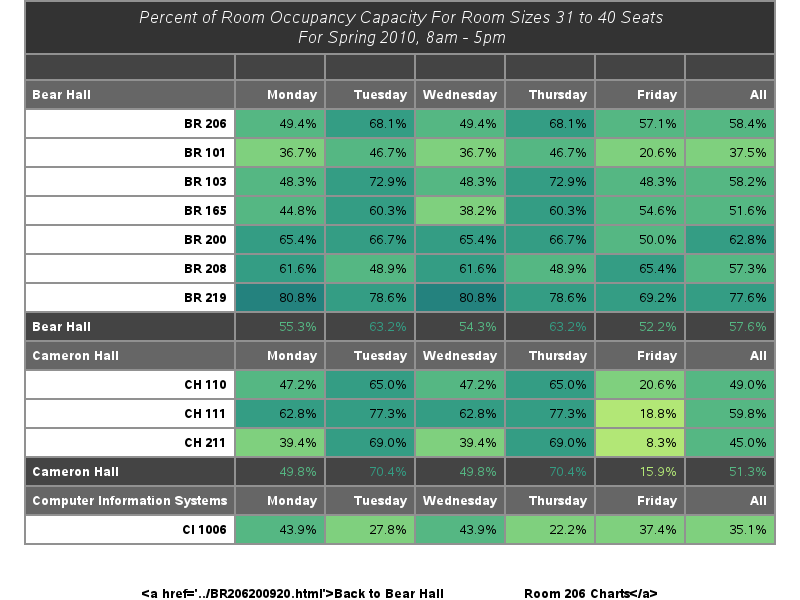 Percent of Room Occupancy Capacity For Room Sizes 31 to 40 Seats
For Spring 2010, 8am - 5pm
Bear Hall Monday Tuesday Wednesday Thursday Friday All
BR 206 49.4% 68.1% 49.4% 68.1% 57.1% 58.4%
BR 101 36.7% 46.7% 36.7% 46.7% 20.6% 37.5%
BR 103 48.3% 72.9% 48.3% 72.9% 48.3% 58.2%
BR 165 44.8% 60.3% 38.2% 60.3% 54.6% 51.6%
BR 200 65.4% 66.7% 65.4% 66.7% 50.0% 62.8%
BR 208 61.6% 48.9% 61.6% 48.9% 65.4% 57.3%
BR 219 80.8% 78.6% 80.8% 78.6% 69.2% 77.6%
Bear Hall 55.3% 63.2% 54.3% 63.2% 52.2% 57.6%
Cameron Hall Monday Tuesday Wednesday Thursday Friday All
CH 110 47.2% 65.0% 47.2% 65.0% 20.6% 49.0%
CH 111 62.8% 77.3% 62.8% 77.3% 18.8% 59.8%
CH 211 39.4% 69.0% 39.4% 69.0% 8.3% 45.0%
Cameron Hall 49.8% 70.4% 49.8% 70.4% 15.9% 51.3%
Computer Information Systems Monday Tuesday Wednesday Thursday Friday All
CI 1006 43.9% 27.8% 43.9% 22.2% 37.4% 35.1%
<a href='../BR206200920.html'>Back to Bear Hall Room 206 Charts</a>